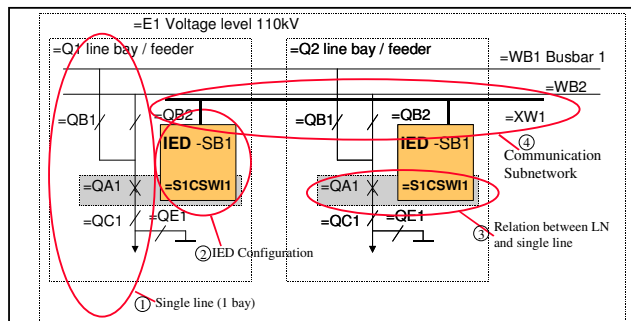 =E1 Voltage level 110kV
=Q1 line bay / feeder
=Q2 line bay / feeder
=WB1 Busbar 1
=WB2
=QB1
=QB2
=QB1
=QB2
=XW1
④
IED -SB1
IED -SB1
Communication
Subnetwork
=QA1
=S1CSWI1
=QA1
=S1CSWI1
=QC1
=QE1
=QC1
=QE1
③ Relation between LN
and single line
② IED Configuration
① Single line (1 bay)